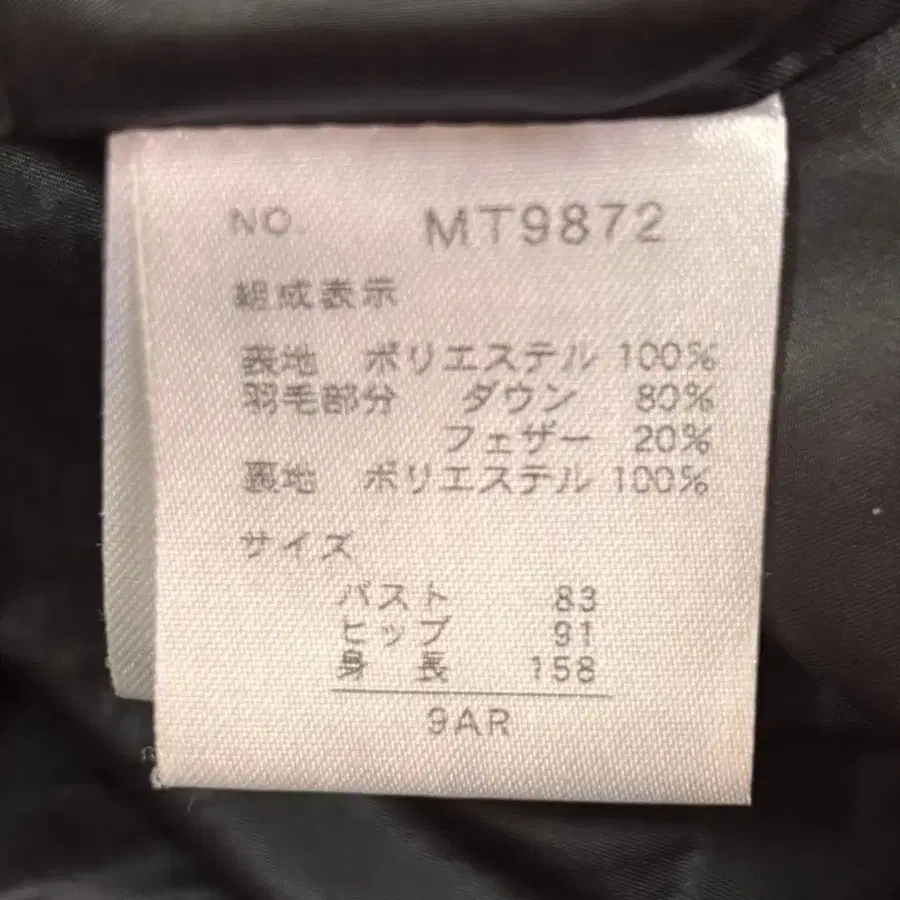 NO. MT9872
組成表示
表地 ポリエステル 100%
羽毛部分 ダウン 80%
フェザー 20%
裏地 ポリエステル 100%
サイズ
バスト 83
ヒップ 91
身長 158
9AR